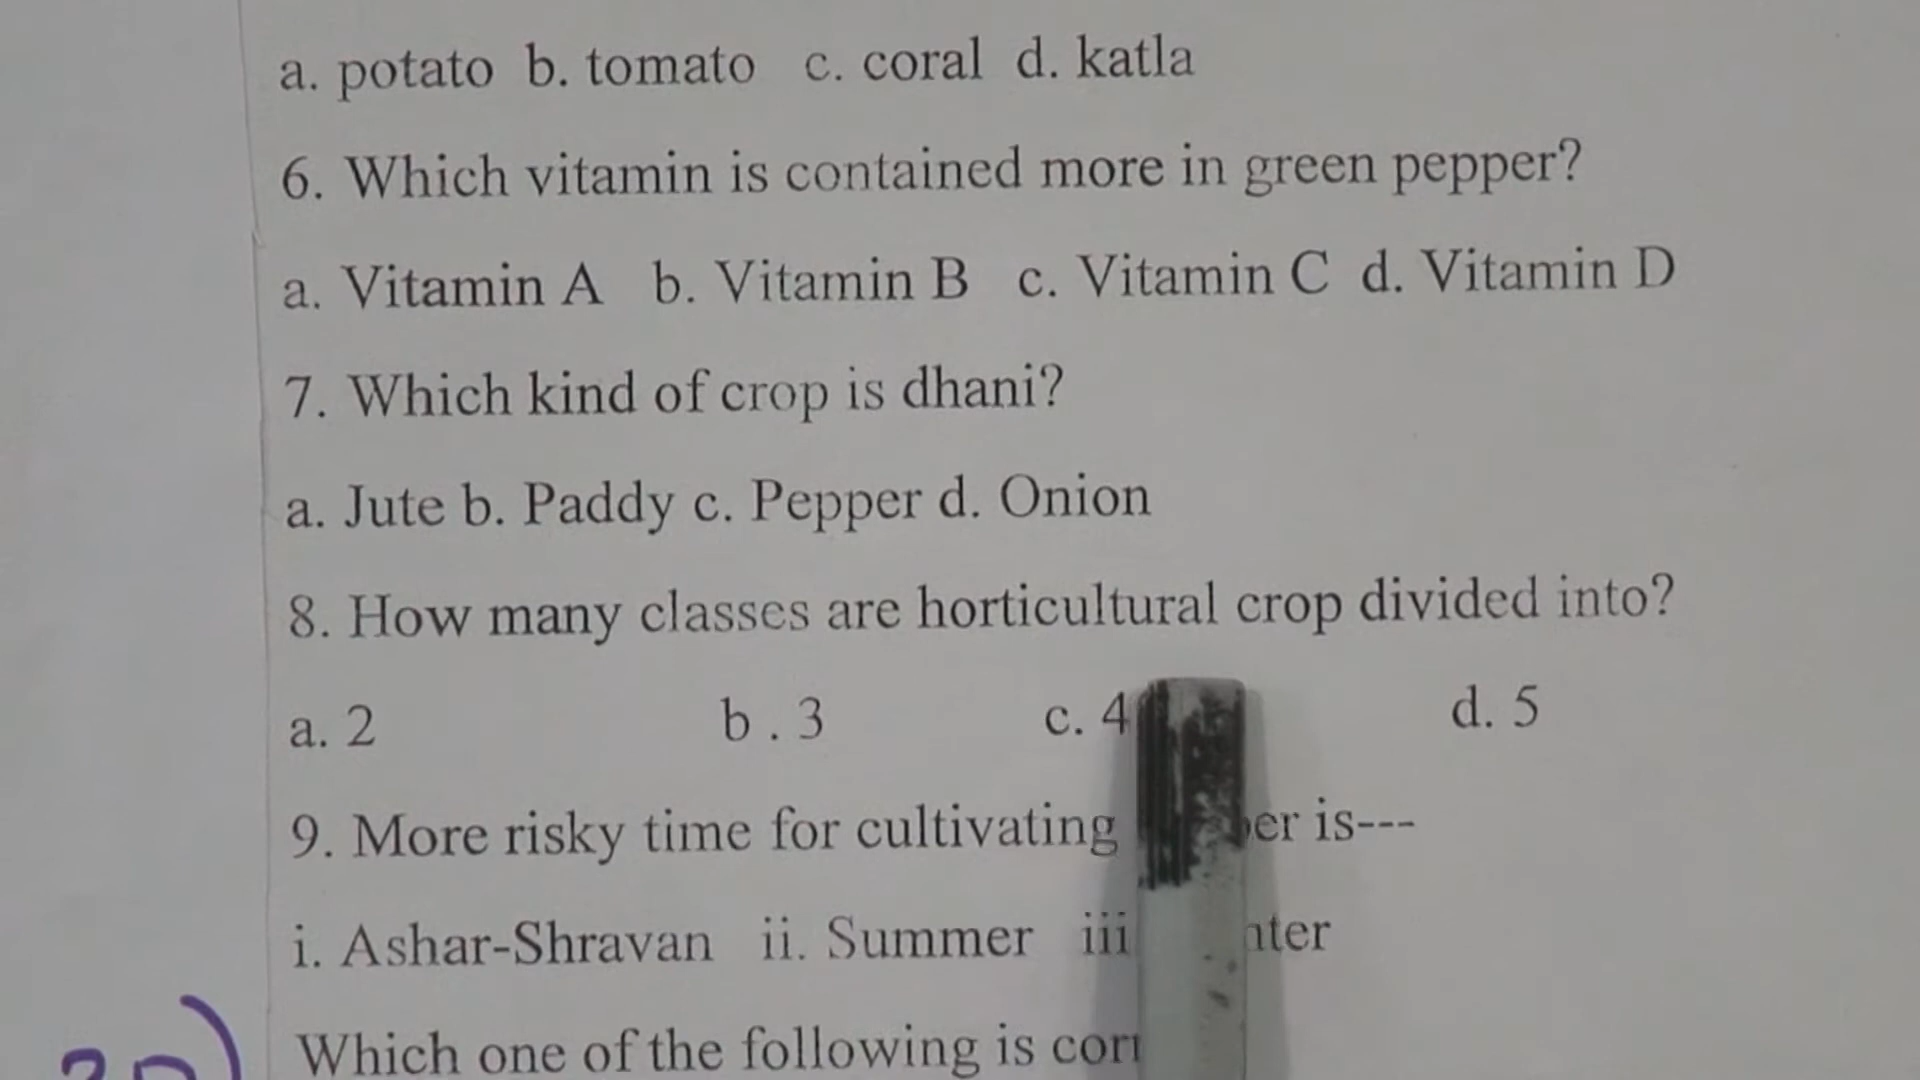 a. potato b. tomato c. coral d. katla
6. Which vitamin is contained more in green pepper?
a. Vitamin A b. Vitamin B c. Vitamin C d. Vitamin D
7. Which kind of crop is dhani?
a. Jute b. Paddy c. Pepper d. Onion
8. How many classes are horticultural crop divided into?
a. 2 b . 3 c. 4 d. 5
9. More risky time for cultivating is---
i. Ashar-Shravan ii. Summer iii
Which one of the following is